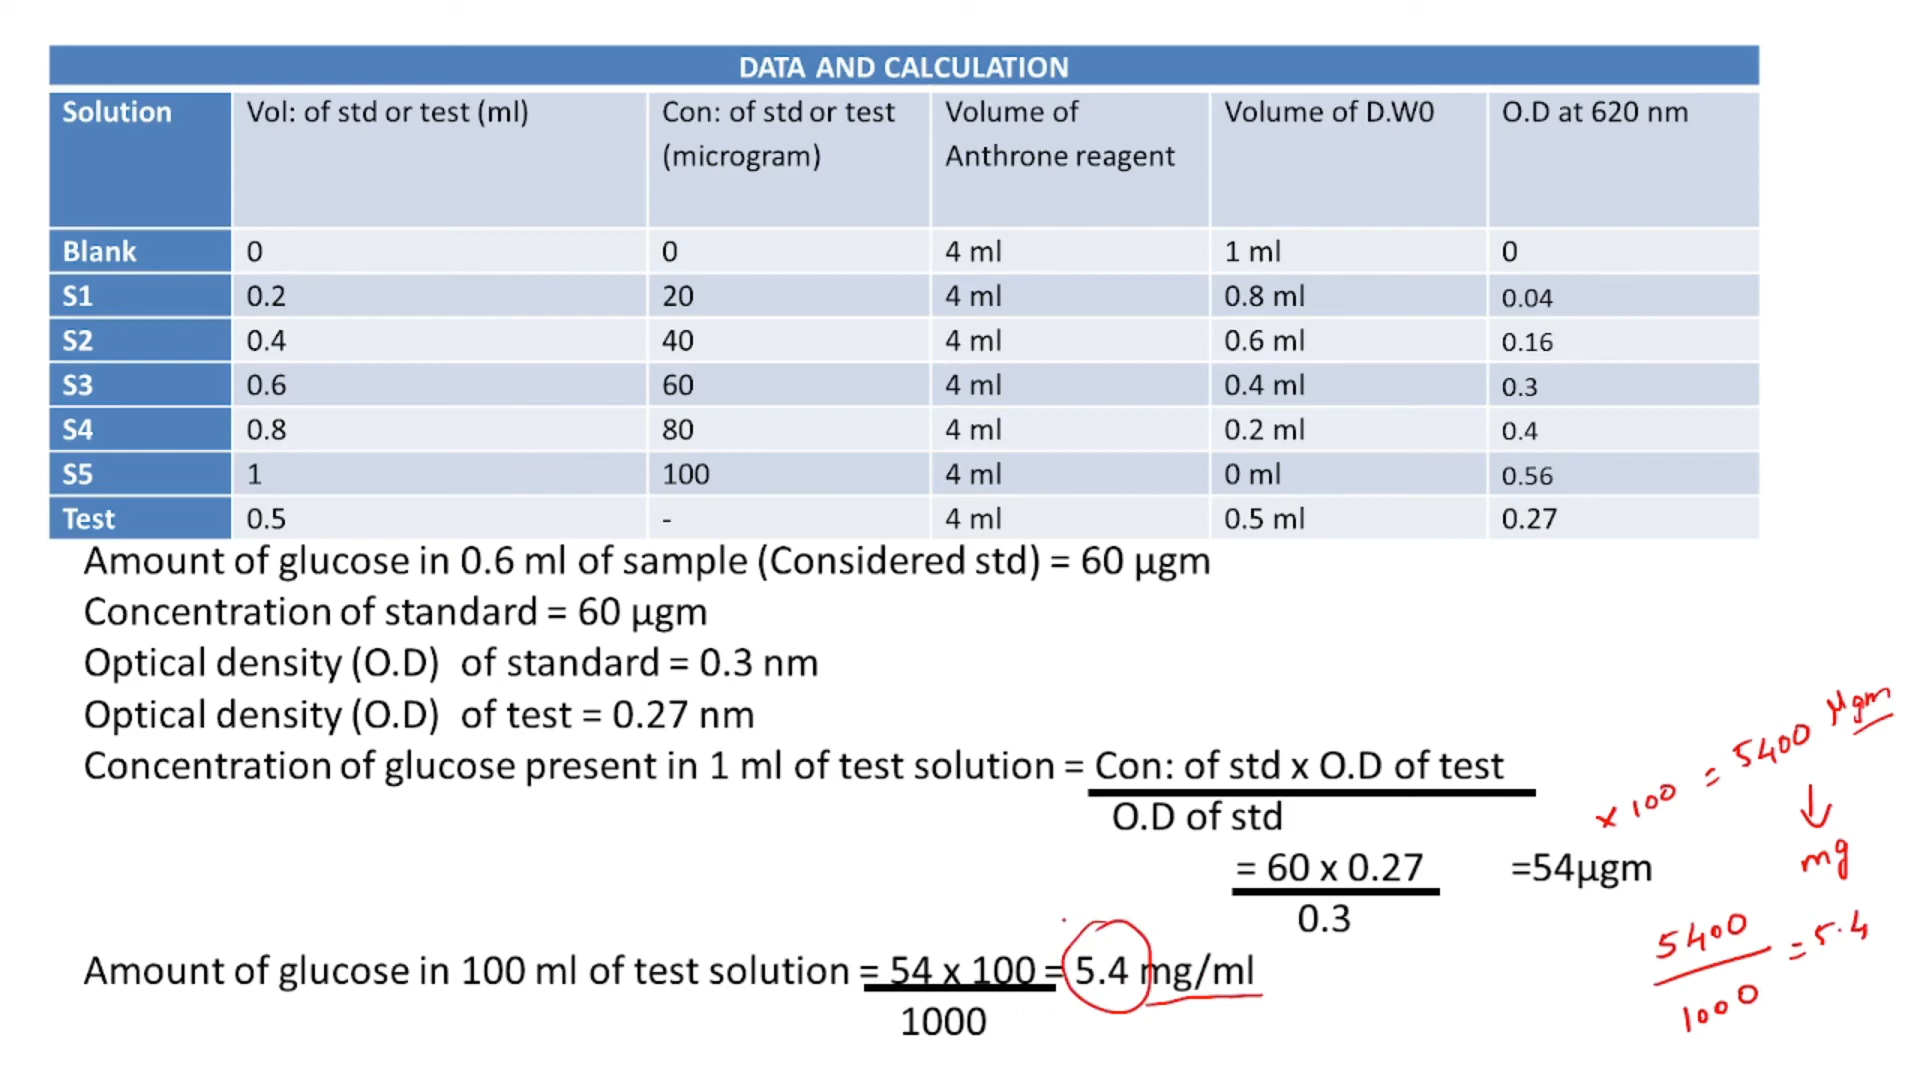 DATA AND CALCULATION
Solution Vol: of std or test (ml) Con: of std or test (microgram) Volume of Anthrone reagent Volume of D.W0 O.D at 620 nm
Blank 0 0 4 ml 1 ml 0
S1 0.2 20 4 ml 0.8 ml 0.04
S2 0.4 40 4 ml 0.6 ml 0.16
S3 0.6 60 4 ml 0.4 ml 0.3
S4 0.8 80 4 ml 0.2 ml 0.4
S5 1 100 4 ml 0 ml 0.56
Test 0.5 - 4 ml 0.5 ml 0.27
Amount of glucose in 0.6 ml of sample (Considered std) = 60 µgm
Concentration of standard = 60 µgm
Optical density (O.D) of standard = 0.3 nm
Optical density (O.D) of test = 0.27 nm
Concentration of glucose present in 1 ml of test solution = Con: of std x O.D of test
O.D of std
= 60 x 0.27 =54µgm
0.3
x 100 = 5400 µgm
↓
mg
Amount of glucose in 100 ml of test solution = 54 x 100 = 5.4 mg/ml
1000
5400 = 5.4
1000